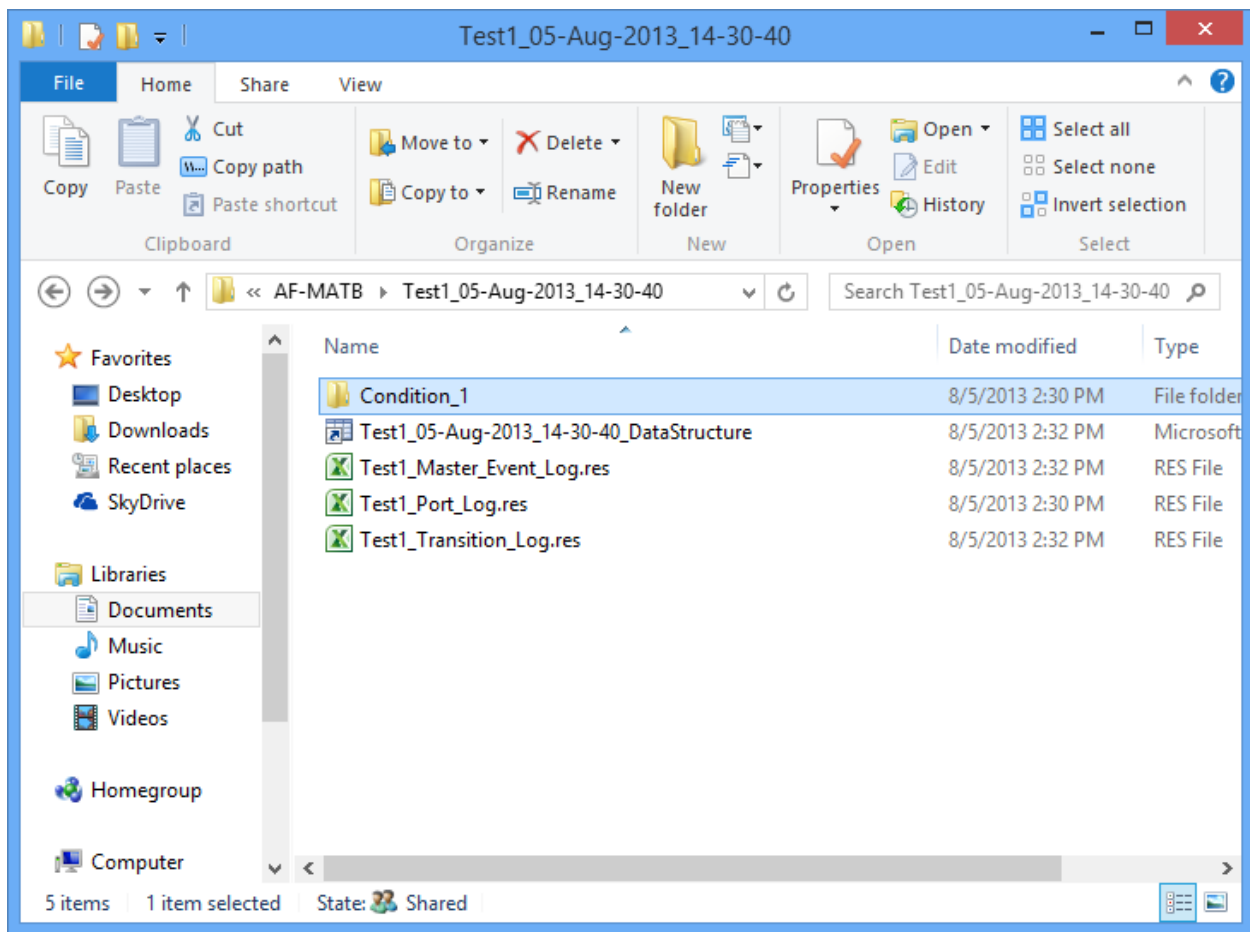 Test1_05-Aug-2013_14-30-40
File Home Share View
Copy
Paste
Cut
Copy path
Paste shortcut
Clipboard
Move to
Copy to
Delete
Rename
Organize
New folder
New
Properties
Open
Edit
History
Open
Select all
Select none
Invert selection
Select
« AF-MATB Test1_05-Aug-2013_14-30-40
Search Test1_05-Aug-2013_14-30-40
Favorites
Desktop
Downloads
Recent places
SkyDrive
Libraries
Documents
Music
Pictures
Videos
Homegroup
Computer
Name Date modified Type
Condition_1 8/5/2013 2:30 PM File folder
Test1_05-Aug-2013_14-30-40_DataStructure 8/5/2013 2:32 PM Microsoft
Test1_Master_Event_Log.res 8/5/2013 2:32 PM RES File
Test1_Port_Log.res 8/5/2013 2:30 PM RES File
Test1_Transition_Log.res 8/5/2013 2:32 PM RES File
5 items 1 item selected State: Shared